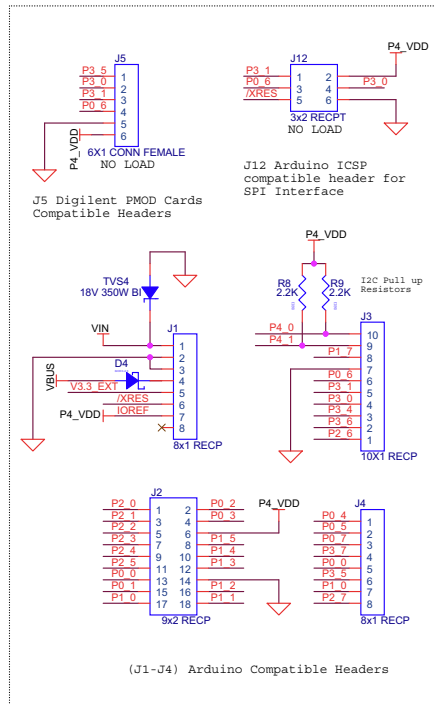 J5
P3_5 1
P3_0 2
P3_1 3
P0_6 4
5
P4_VDD 6
6X1 CONN FEMALE
NO LOAD
J5 Digilent PMOD Cards
Compatible Headers
J12
P4_VDD
P3_1 1 2
P0_6 3 4 P3_0
/XRES 5 6
3x2 RECPT
NO LOAD
J12 Arduino ICSP
compatible header for
SPI Interface
TVS4
18V 350W BI
VIN
J1
1
2
D4 3
VBUS 4
V3.3_EXT 5
/XRES 6
P4_VDD IOREF 7
8
8x1 RECP
P4_VDD
R8
2.2K
R9
2.2K
I2C Pull up
Resistors
J3
P4_0 10
P4_1 9
P1_7 8
7
P0_6 6
P3_1 5
P3_0 4
P3_4 3
P3_6 2
P2_6 1
10X1 RECP
J2
P4_VDD
P2_0 1 2 P0_2
P2_1 3 4 P0_3
P2_2 5 6
P2_3 7 8 P1_5
P2_4 9 10 P1_4
P2_5 11 12 P1_3
P0_0 13 14
P0_1 15 16 P1_2
P1_0 17 18 P1_1
9x2 RECP
J4
P0_4 1
P0_5 2
P0_7 3
P3_7 4
P0_0 5
P3_5 6
P1_0 7
P2_7 8
8x1 RECP
(J1-J4) Arduino Compatible Headers